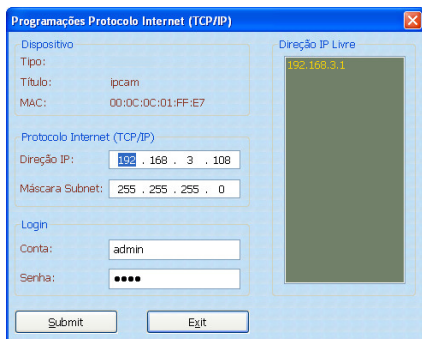 Programações Protocolo Internet (TCP/IP)
Dispositivo
Tipo:
Título: ipcam
MAC: 00:0C:0C:01:FF:E7
Protocolo Internet (TCP/IP)
Direção IP: 192 . 168 . 3 . 108
Máscara Subnet: 255 . 255 . 255 . 0
Login
Conta: admin
Senha: ●●●●
Submit Exit
Direção IP Livre
192.168.3.1